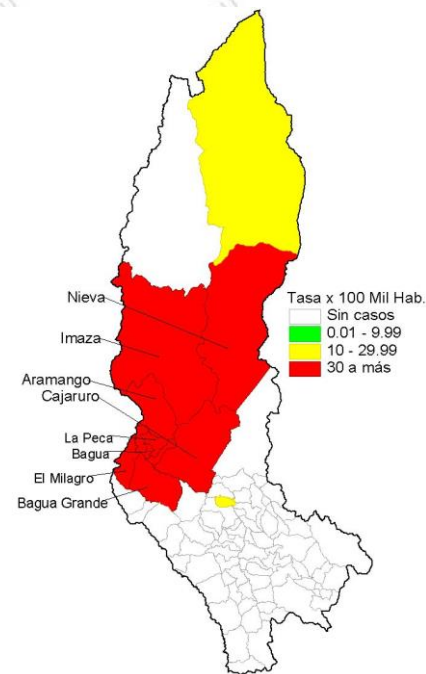 Nieva
Imaza
Aramango
Cajaruro
La Peca
Bagua
El Milagro
Bagua Grande
Tasa x 100 Mil Hab.
Sin casos
0.01 - 9.99
10 - 29.99
30 a más